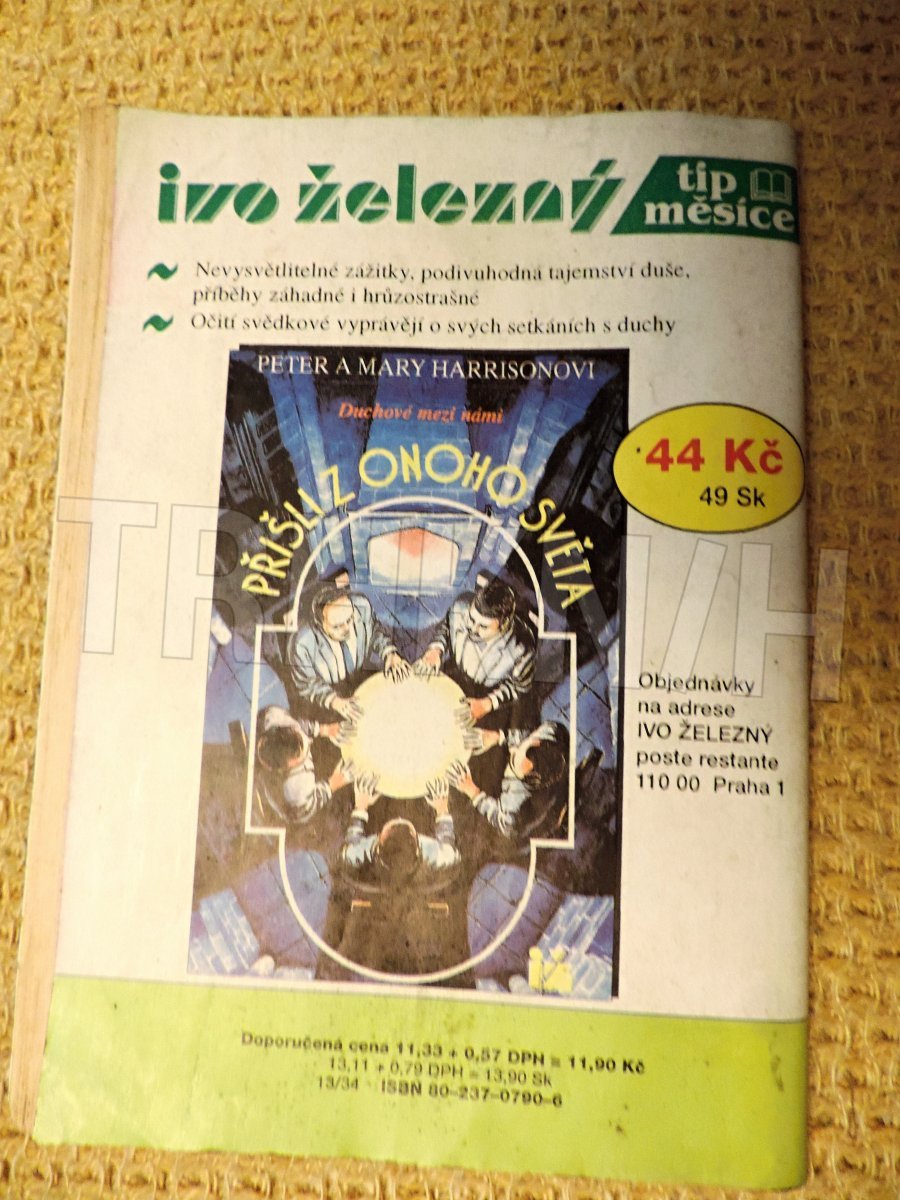 ivo železný
tip
měsíce
Nevysvětlitelné zážitky, podivuhodná tajemství duše,
příběhy záhadné i hrůzostrašné
Očití svědkové vyprávějí o svých setkáních s duchy
PETER A MARY HARRISONOVI
Duchové mezi námi
PŘIŠLI Z ONOHO SVĚTA
44 Kč
49 Sk
Objednávky
na adrese
IVO ŽELEZNÝ
poste restante
110 00 Praha 1
Doporučená cena 11,33 + 0,57 DPH = 11,90 Kč
13,11 + 0,79 DPH = 13,90 Sk
13/34 ISBN 80–237–0790–6